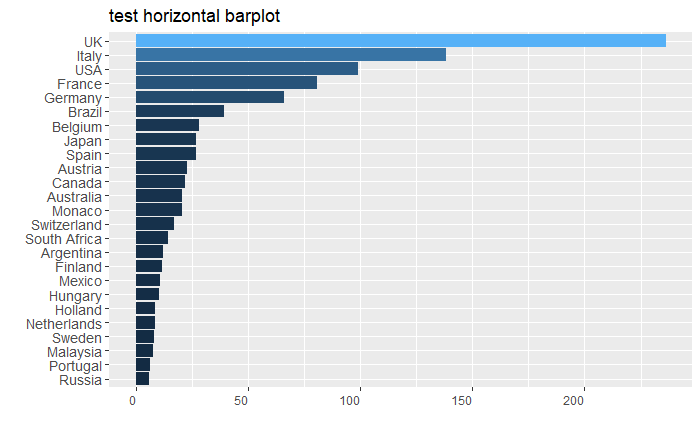 test horizontal barplot
UK
Italy
USA
France
Germany
Brazil
Belgium
Japan
Spain
Austria
Canada
Australia
Monaco
Switzerland
South Africa
Argentina
Finland
Mexico
Hungary
Holland
Netherlands
Sweden
Malaysia
Portugal
Russia
0 50 100 150 200